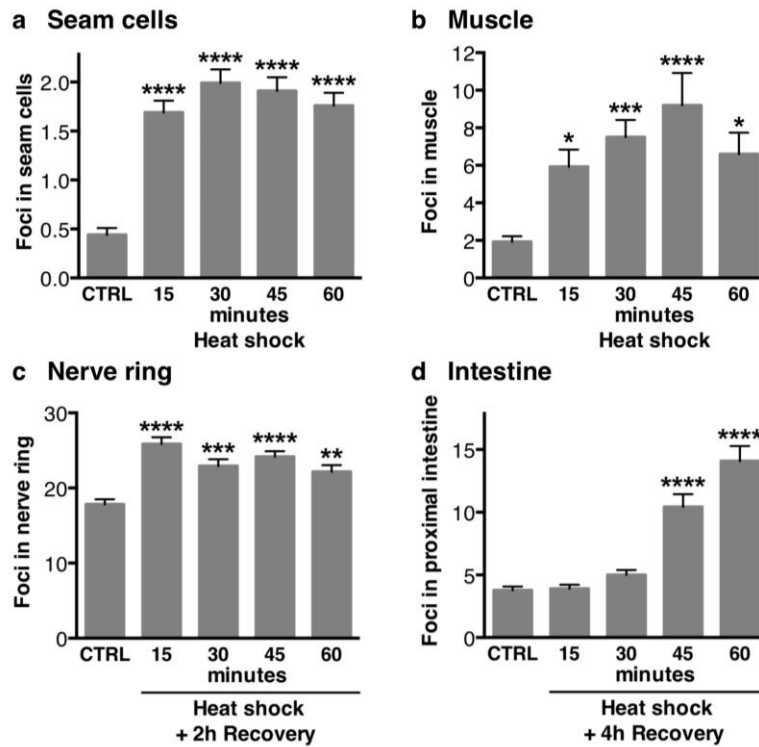 a Seam cells
Foci in seam cells
2.0
1.5
1.0
0.5
0.0
**** **** **** ****
CTRL 15 30 45 60
minutes
Heat shock
b Muscle
Foci in muscle
12
10
8
6
4
2
0
* *** **** *
CTRL 15 30 45 60
minutes
Heat shock
c Nerve ring
Foci in nerve ring
30
20
10
0
**** *** **** **
CTRL 15 30 45 60
minutes
Heat shock
+ 2h Recovery
d Intestine
Foci in proximal intestine
15
10
5
0
**** ****
CTRL 15 30 45 60
minutes
Heat shock
+ 4h Recovery